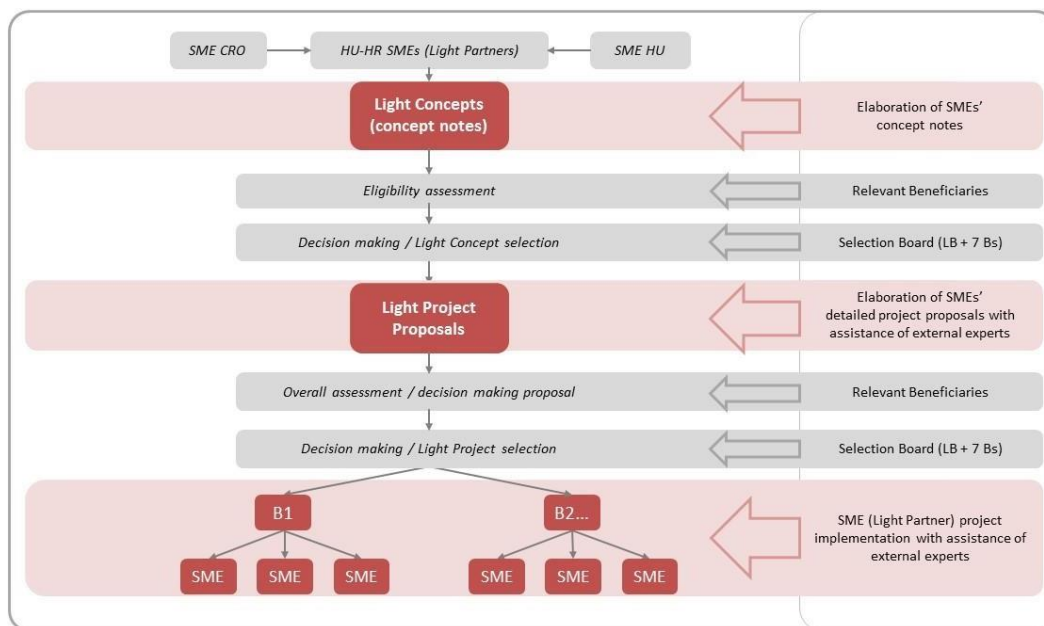 SME CRO
HU-HR SMEs (Light Partners)
SME HU
Light Concepts
(concept notes)
Elaboration of SMEs'
concept notes
Eligibility assessment
Relevant Beneficiaries
Decision making / Light Concept selection
Selection Board (LB + 7 Bs)
Light Project
Proposals
Elaboration of SMEs'
detailed project proposals with
assistance of external experts
Overall assessment / decision making proposal
Relevant Beneficiaries
Decision making / Light Project selection
Selection Board (LB + 7 Bs)
B1
B2...
SME (Light Partner) project
implementation with assistance of
external experts
SME
SME
SME
SME
SME
SME